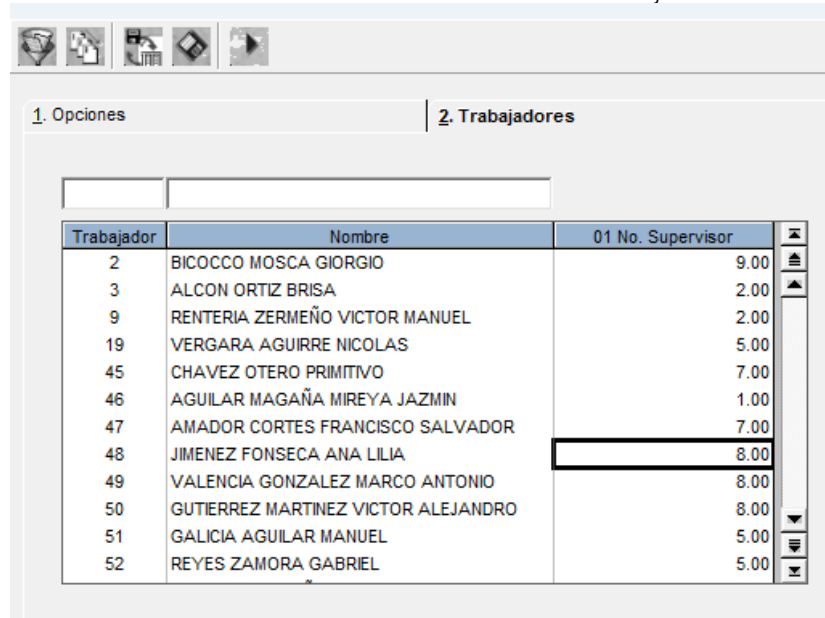 1. Opciones
2. Trabajadores
Trabajador Nombre 01 No. Supervisor
2 BICOCCO MOSCA GIORGIO 9.00
3 ALCON ORTIZ BRISA 2.00
9 RENTERIA ZERMEÑO VICTOR MANUEL 2.00
19 VERGARA AGUIRRE NICOLAS 5.00
45 CHAVEZ OTERO PRIMITIVO 7.00
46 AGUILAR MAGAÑA MIREYA JAZMIN 1.00
47 AMADOR CORTES FRANCISCO SALVADOR 7.00
48 JIMENEZ FONSECA ANA LILIA 8.00
49 VALENCIA GONZALEZ MARCO ANTONIO 8.00
50 GUTIERREZ MARTINEZ VICTOR ALEJANDRO 8.00
51 GALICIA AGUILAR MANUEL 5.00
52 REYES ZAMORA GABRIEL 5.00